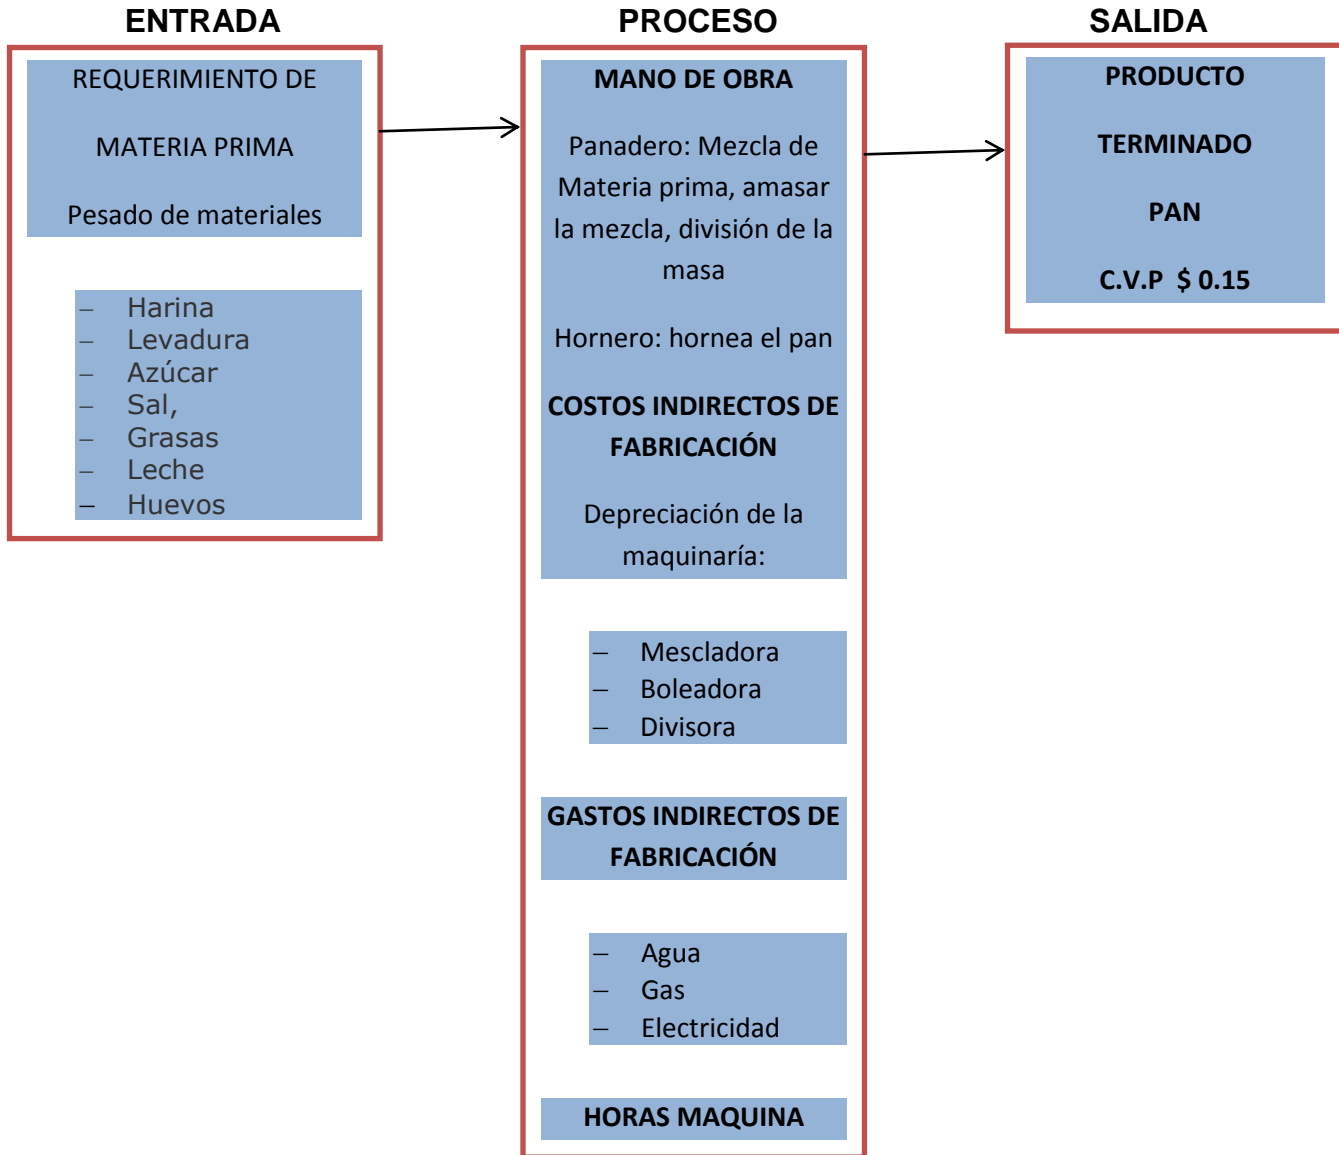 ENTRADA
REQUERIMIENTO DE
MATERIA PRIMA
Pesado de materiales
– Harina
– Levadura
– Azúcar
– Sal,
– Grasas
– Leche
– Huevos
PROCESO
MANO DE OBRA
Panadero: Mezcla de
Materia prima, amasar
la mezcla, división de la
masa
Hornero: hornea el pan
COSTOS INDIRECTOS DE
FABRICACIÓN
Depreciación de la
maquinaría:
– Mescladora
– Boleadora
– Divisora
GASTOS INDIRECTOS DE
FABRICACIÓN
– Agua
– Gas
– Electricidad
HORAS MAQUINA
SALIDA
PRODUCTO
TERMINADO
PAN
C.V.P $ 0.15